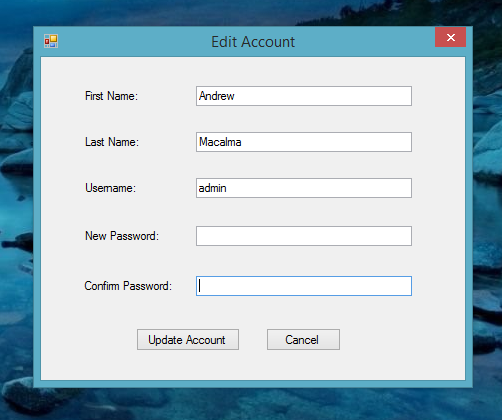 Edit Account
First Name: Andrew
Last Name: Macalma
Username: admin
New Password:
Confirm Password:
Update Account Cancel